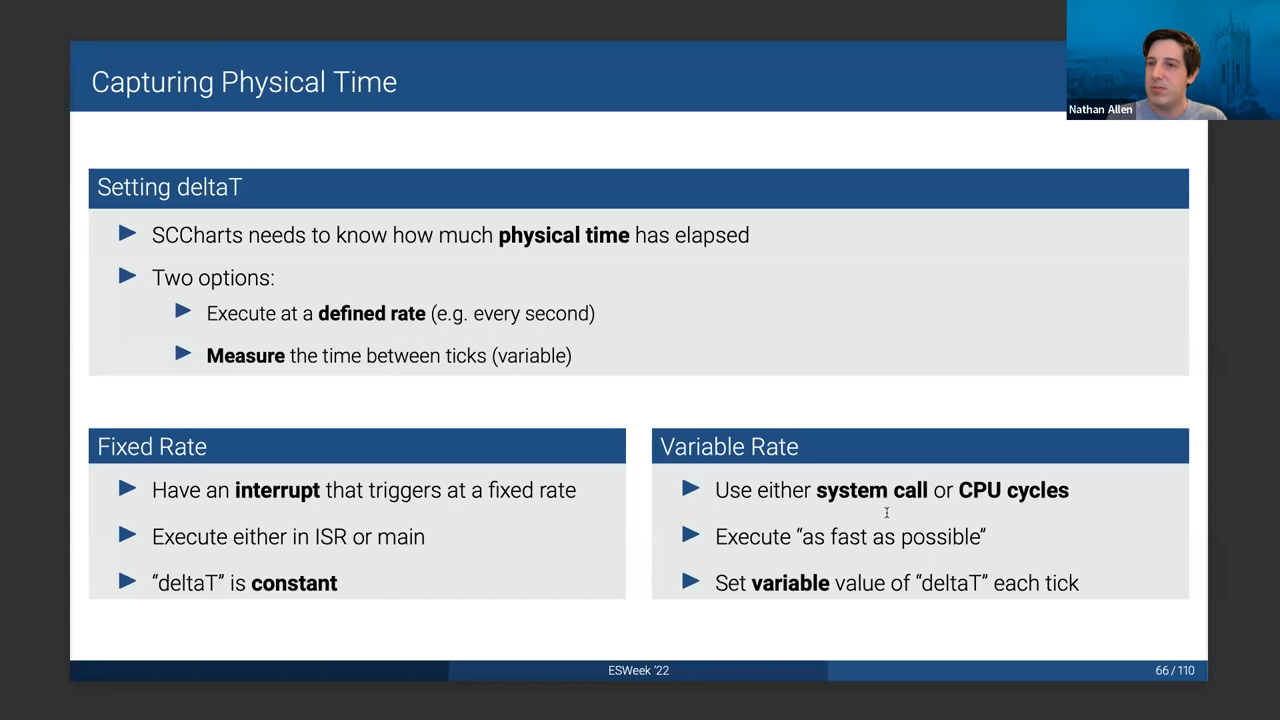 Capturing Physical Time
Nathan Allen
Setting deltaT
SCCharts needs to know how much physical time has elapsed
Two options:
Execute at a defined rate (e.g. every second)
Measure the time between ticks (variable)
Fixed Rate
Have an interrupt that triggers at a fixed rate
Execute either in ISR or main
“deltaT” is constant
Variable Rate
Use either system call or CPU cycles
Execute “as fast as possible”
Set variable value of “deltaT” each tick
ESWeek ’22
66 / 110